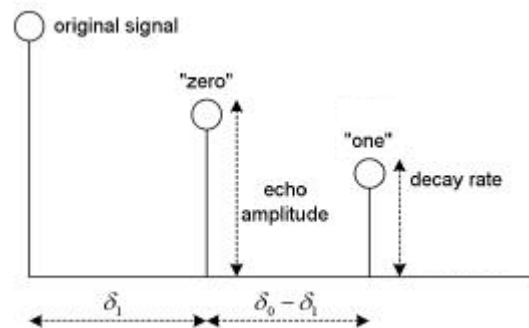 original signal
"zero"
"one"
echo
amplitude
decay rate
δ₁
δ₀ − δ₁